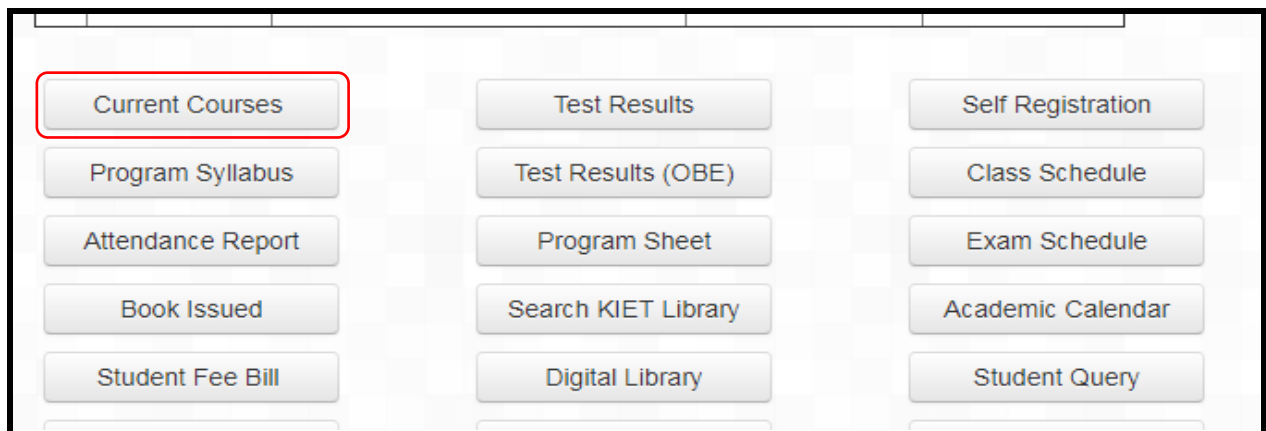 Current Courses
Test Results
Self Registration
Program Syllabus
Test Results (OBE)
Class Schedule
Attendance Report
Program Sheet
Exam Schedule
Book Issued
Search KIET Library
Academic Calendar
Student Fee Bill
Digital Library
Student Query